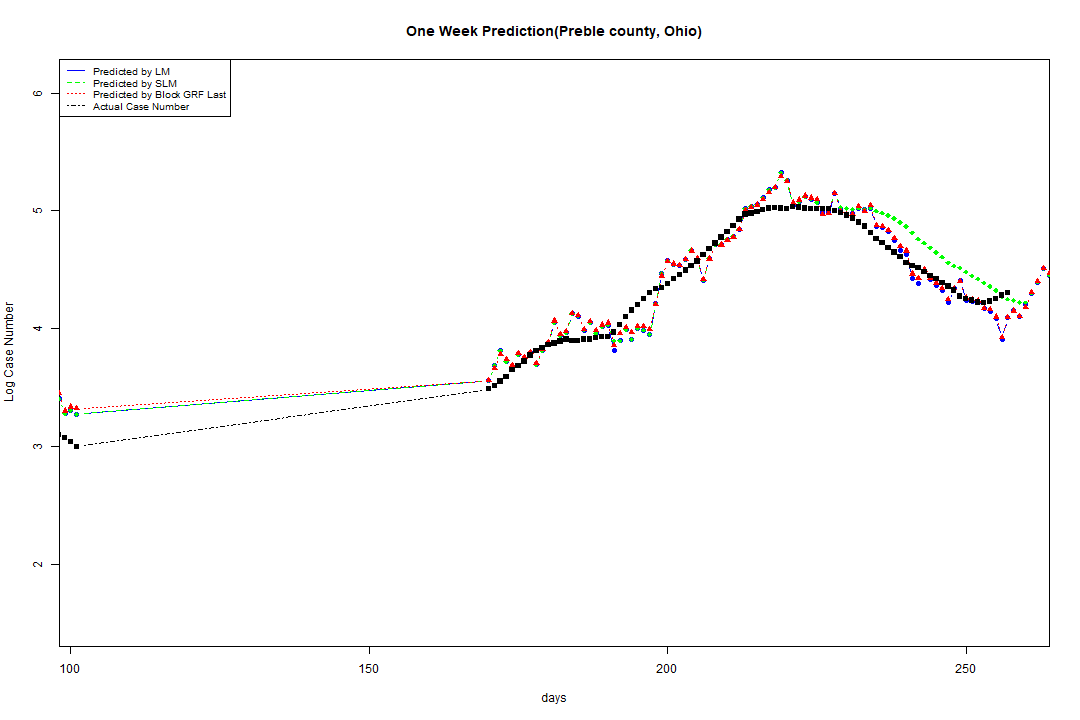 One Week Prediction(Preble county, Ohio)
Predicted by LM
Predicted by SLM
Predicted by Block GRF Last
Actual Case Number
6
5
4
3
2
Log Case Number
100 150 200 250
days